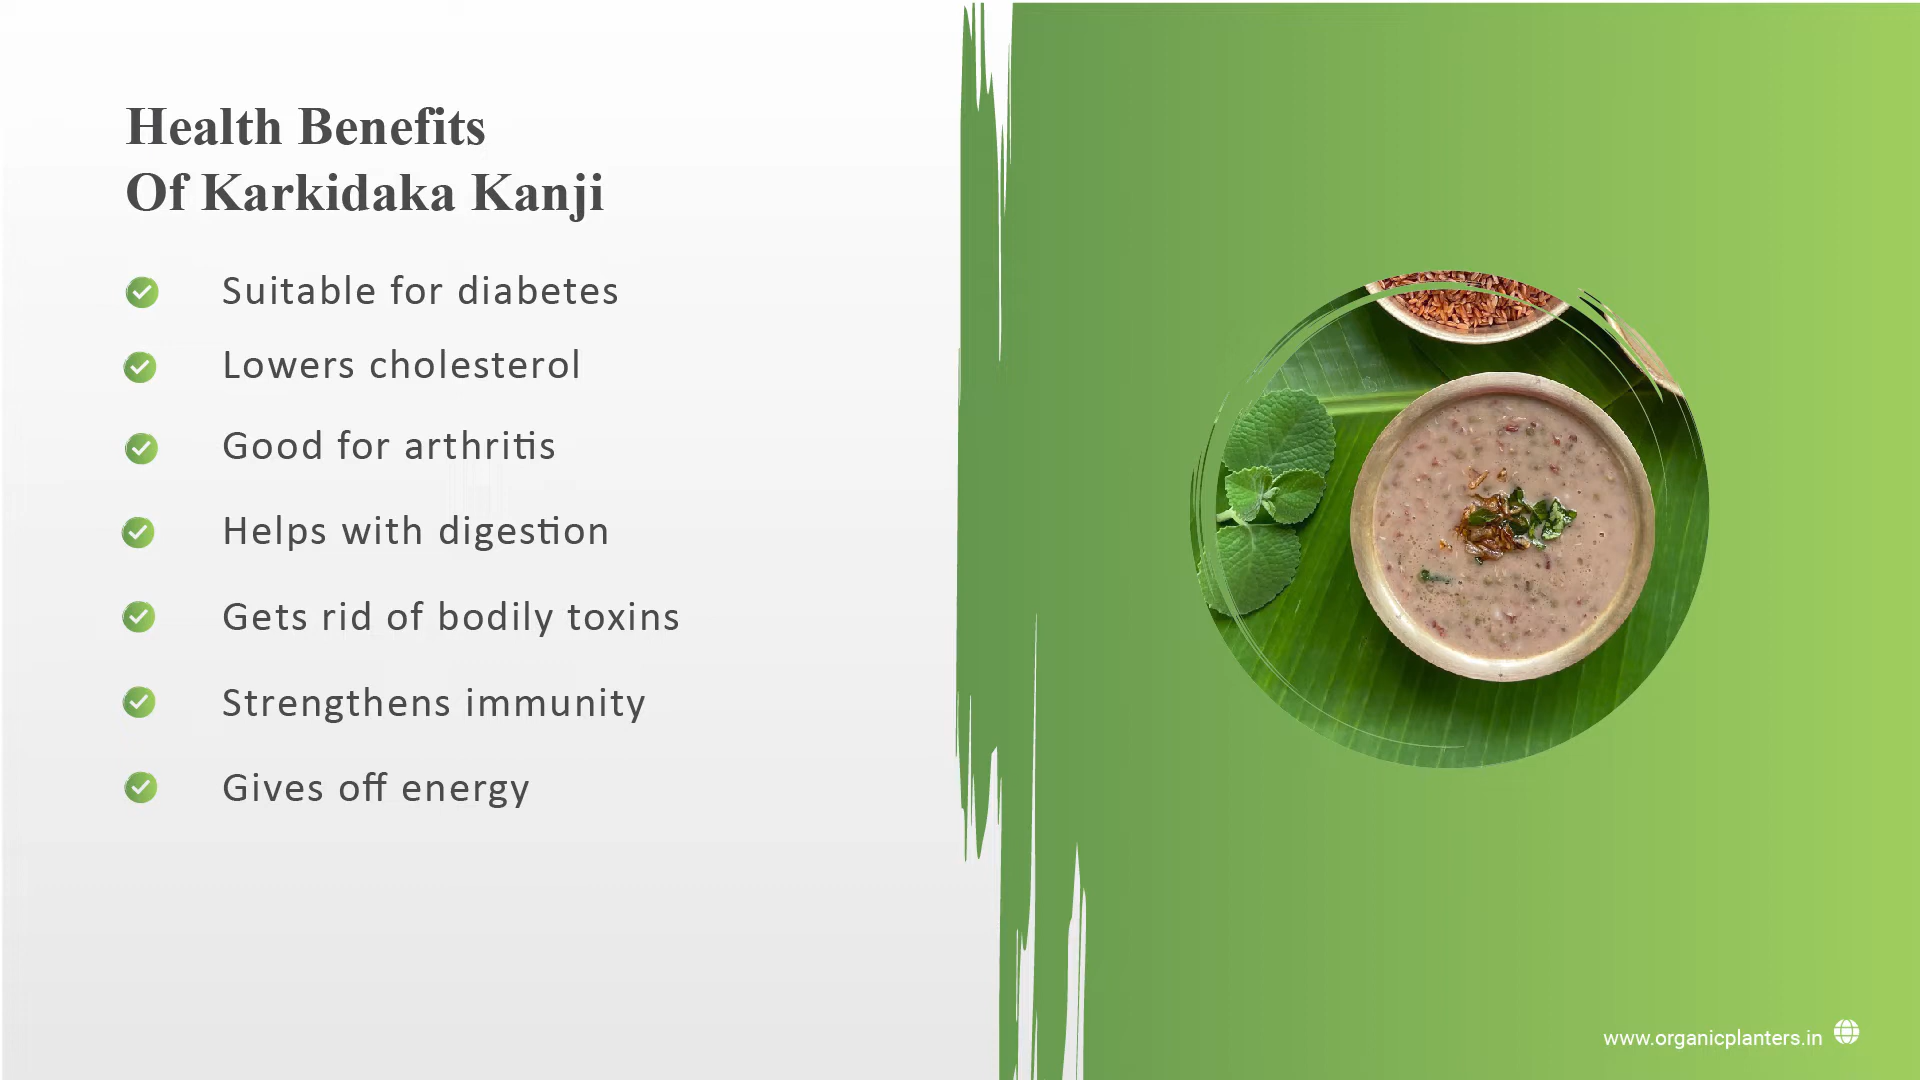 Health Benefits
Of Karkidaka Kanji
Suitable for diabetes
Lowers cholesterol
Good for arthritis
Helps with digestion
Gets rid of bodily toxins
Strengthens immunity
Gives off energy
www.organicplanters.in